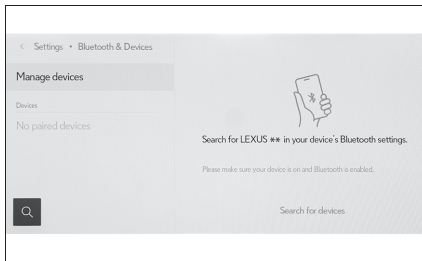 < Settings • Bluetooth & Devices
Manage devices
Devices
No paired devices
Search for LEXUS ** in your device's Bluetooth settings.
Please make sure your device is on and Bluetooth is enabled.
Search for devices